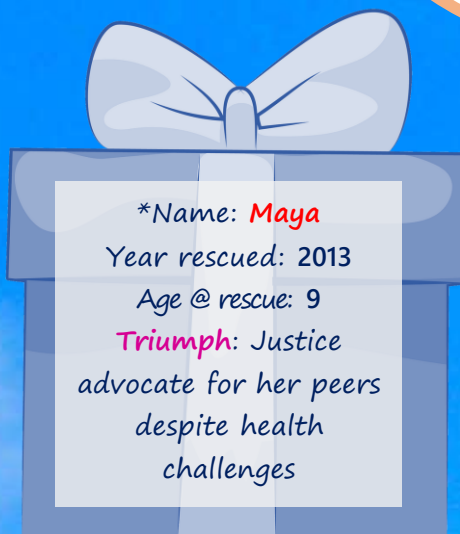 *Name: Maya
Year rescued: 2013
Age @ rescue: 9
Triumph: Justice
advocate for her peers
despite health
challenges